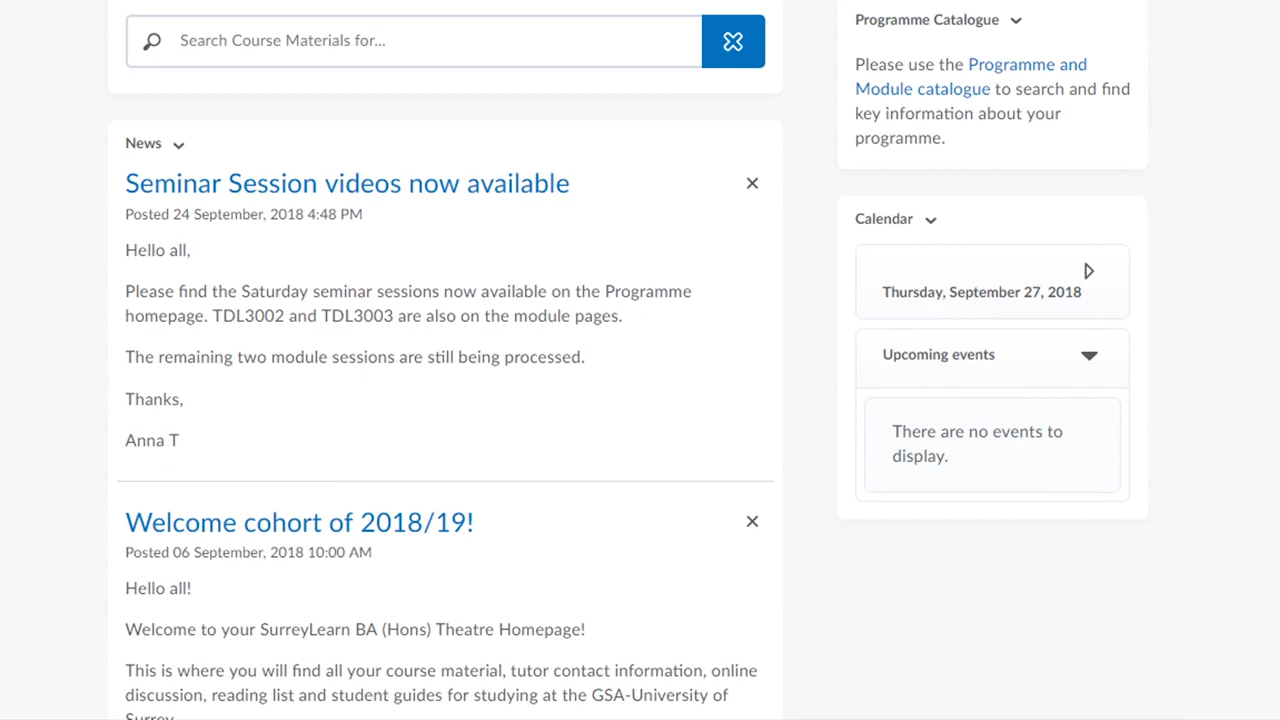 Search Course Materials for...
News
Seminar Session videos now available
Posted 24 September, 2018 4:48 PM
Hello all,
Please find the Saturday seminar sessions now available on the Programme
homepage. TDL3002 and TDL3003 are also on the module pages.
The remaining two module sessions are still being processed.
Thanks,
Anna T
Welcome cohort of 2018/19!
Posted 06 September, 2018 10:00 AM
Hello all!
Welcome to your SurreyLearn BA (Hons) Theatre Homepage!
This is where you will find all your course material, tutor contact information, online
discussion, reading list and student guides for studying at the GSA-University of
Surrey
Programme Catalogue
Please use the Programme and
Module catalogue to search and find
key information about your
programme.
Calendar
Thursday, September 27, 2018
Upcoming events
There are no events to
display.